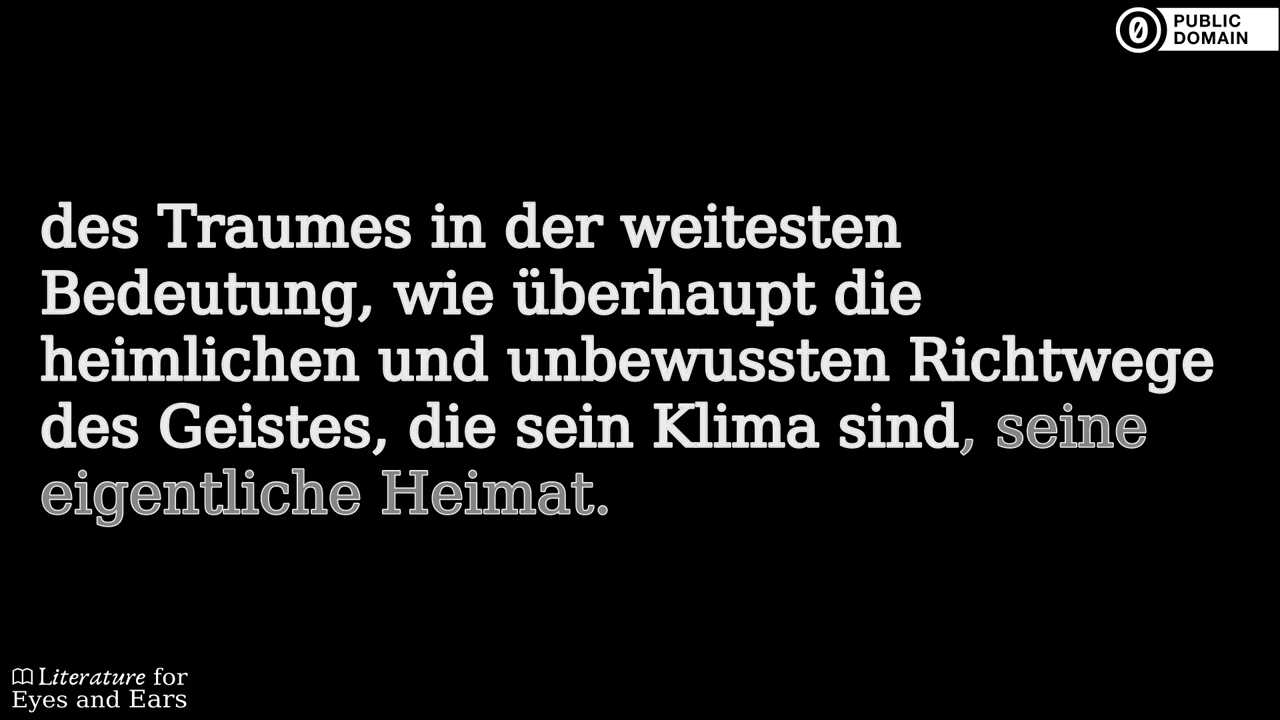 PUBLIC
DOMAIN
des Traumes in der weitesten
Bedeutung, wie überhaupt die
heimlichen und unbewussten Richtwege
des Geistes, die sein Klima sind, seine
eigentliche Heimat.
Literature for
Eyes and Ears